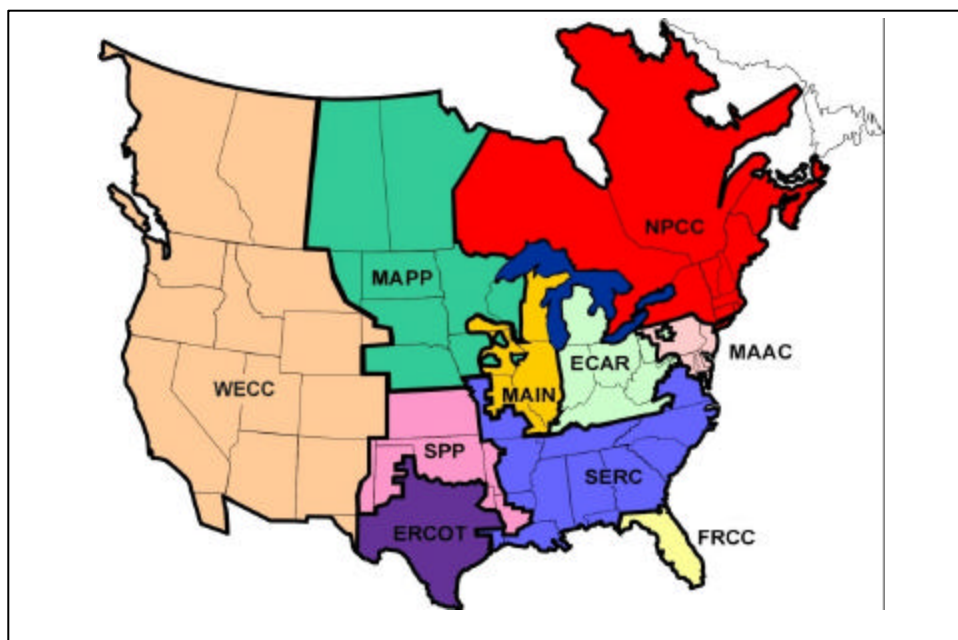 NPCC
MAPP
MAAC
ECAR
WECC
MAIN
SPP
SERC
ERCOT
FRCC